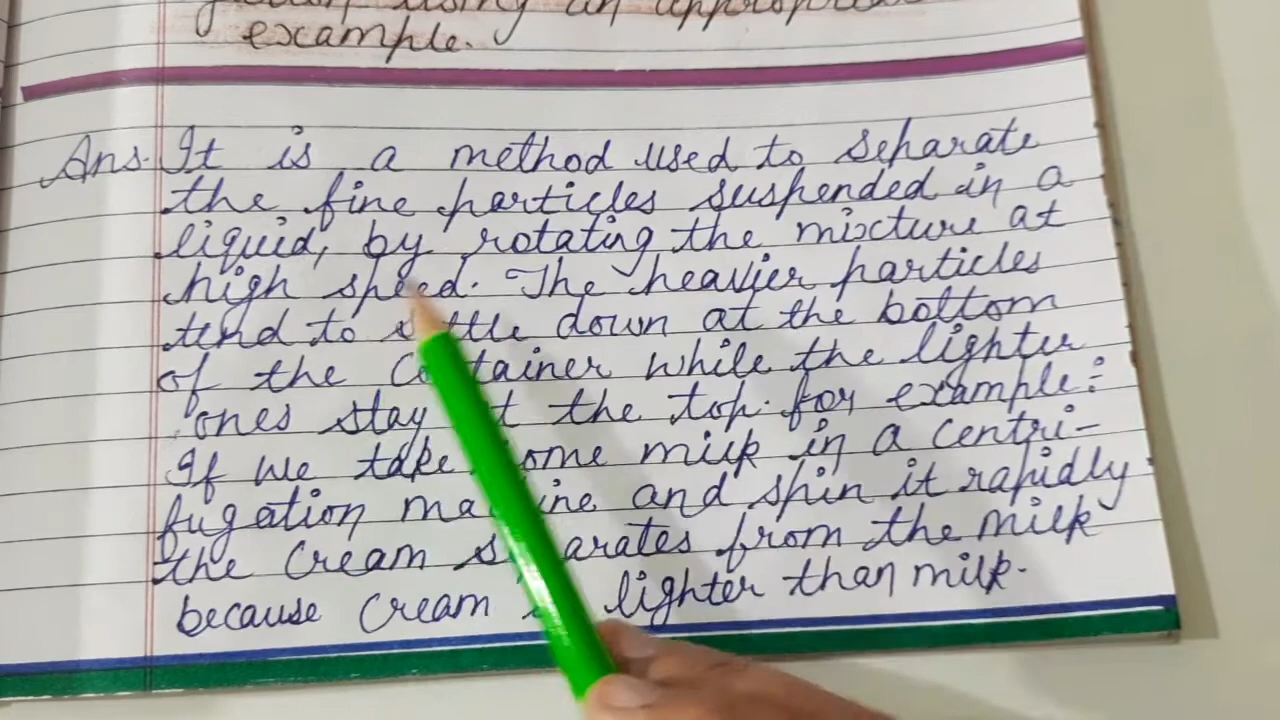 using an
example.
Ans. It is a method used to separate
the fine particles suspended in a
liquid, by rotating the mixture at
high speed. The heavier particles
tend to settle down at the bottom
of the Container while the lighter
ones stay at the top. for example:
If we take some milk in a centri-
fugation machine and spin it rapidly
the Cream separates from the milk
because Cream is lighter than milk.